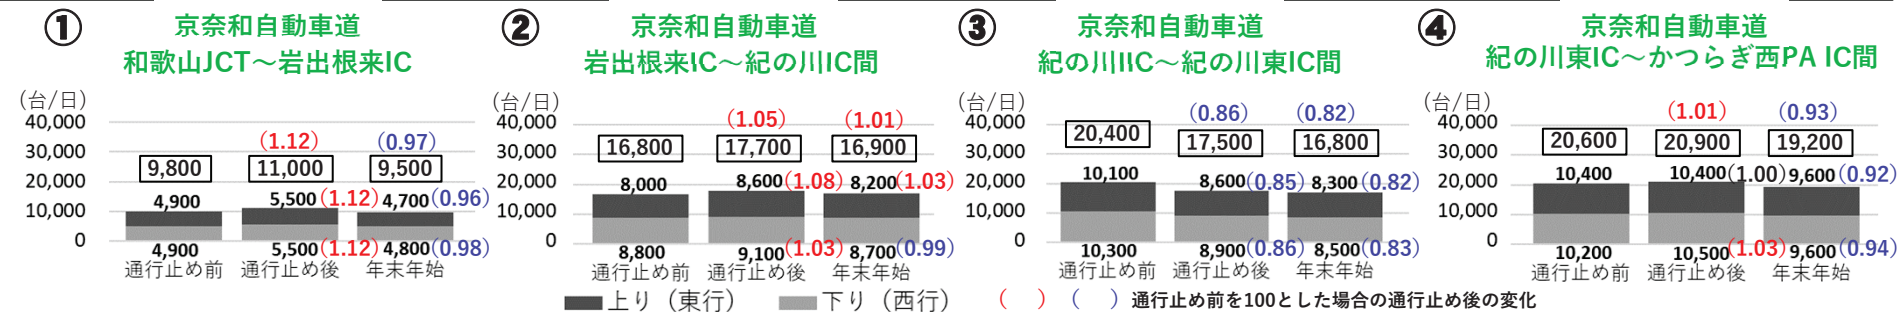 ① 京奈和自動車道
和歌山JCT～岩出根来IC
(台/日)
40,000
30,000
20,000
10,000
0
(1.12) (0.97)
9,800 11,000 9,500
4,900 5,500(1.12) 4,700(0.96)
4,900 5,500(1.12) 4,800(0.98)
通行止め前 通行止め後 年末年始
② 京奈和自動車道
岩出根来IC～紀の川IC間
(台/日)
40,000
30,000
20,000
10,000
0
(1.05) (1.01)
16,800 17,700 16,900
8,000 8,600(1.08) 8,200(1.03)
8,800 9,100(1.03) 8,700(0.99)
通行止め前 通行止め後 年末年始
③ 京奈和自動車道
紀の川IIC～紀の川東IC間
(台/日)
40,000
30,000
20,000
10,000
0
(0.86) (0.82)
20,400 17,500 16,800
10,100 8,600(0.85) 8,300(0.82)
10,300 8,900(0.86) 8,500(0.83)
通行止め前 通行止め後 年末年始
④ 京奈和自動車道
紀の川東IC～かつらぎ西PA IC間
(台/日)
40,000
30,000
20,000
10,000
0
(1.01) (0.93)
20,600 20,900 19,200
10,400 10,400(1.00) 9,600(0.92)
10,200 10,500(1.03) 9,600(0.94)
通行止め前 通行止め後 年末年始
上り（東行） 下り（西行） （ ）（ ） 通行止め前を100とした場合の通行止め後の変化